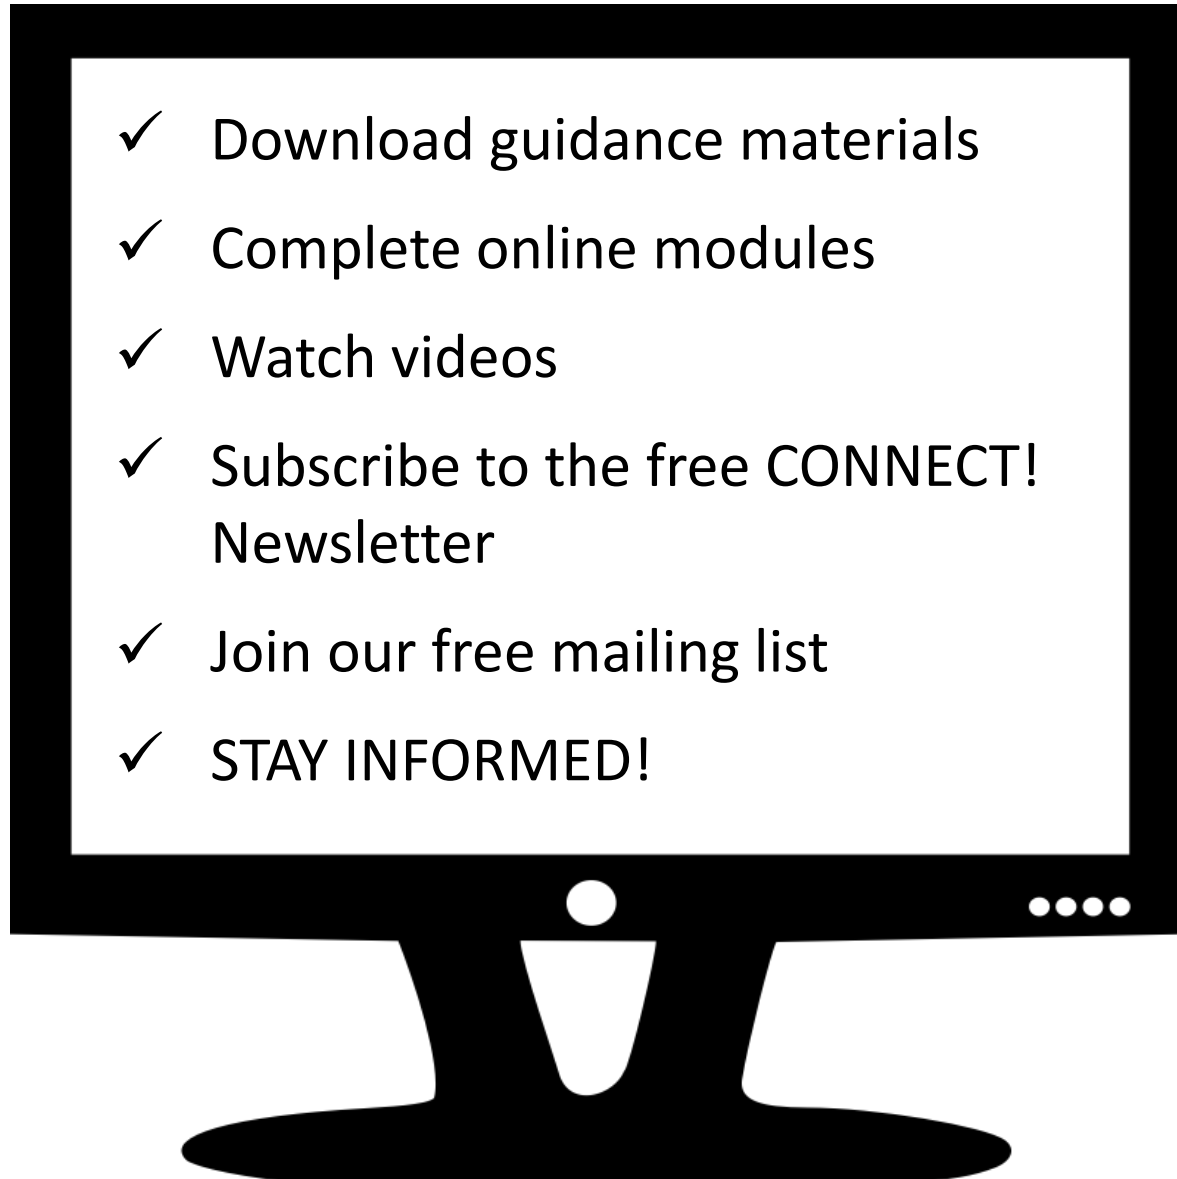 ✓ Download guidance materials
✓ Complete online modules
✓ Watch videos
✓ Subscribe to the free CONNECT!
Newsletter
✓ Join our free mailing list
✓ STAY INFORMED!